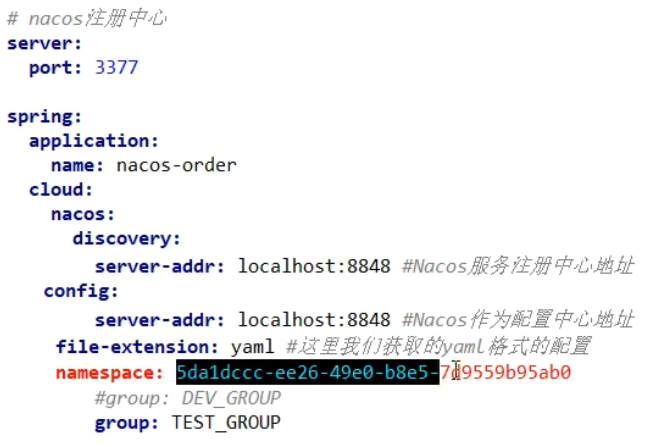 # nacos注册中心
server:
  port: 3377

spring:
  application:
    name: nacos-order
  cloud:
    nacos:
      discovery:
        server-addr: localhost:8848 #Nacos服务注册中心地址
   config:
        server-addr: localhost:8848 #Nacos作为配置中心地址
    file-extension: yaml #这里我们获取的yaml格式的配置
    namespace: 5da1dccc-ee26-49e0-b8e5-7d9559b95ab0
        #group: DEV_GROUP
        group: TEST_GROUP